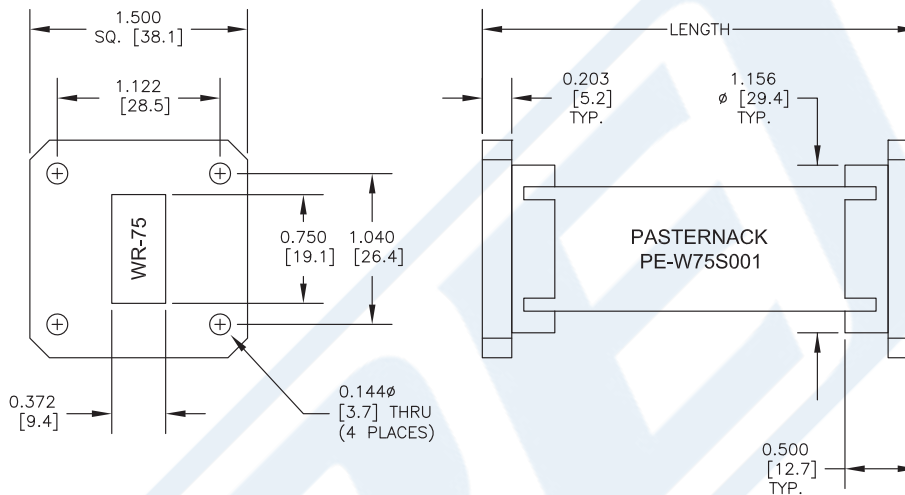 1.500
SQ. [38.1]
1.122
[28.5]
WR-75
0.750
[19.1]
1.040
[26.4]
0.372
[9.4]
0.144ø
[3.7] THRU
(4 PLACES)
LENGTH
0.203
[5.2]
TYP.
1.156
ø [29.4]
TYP.
PASTERNACK
PE-W75S001
0.500
[12.7]
TYP.